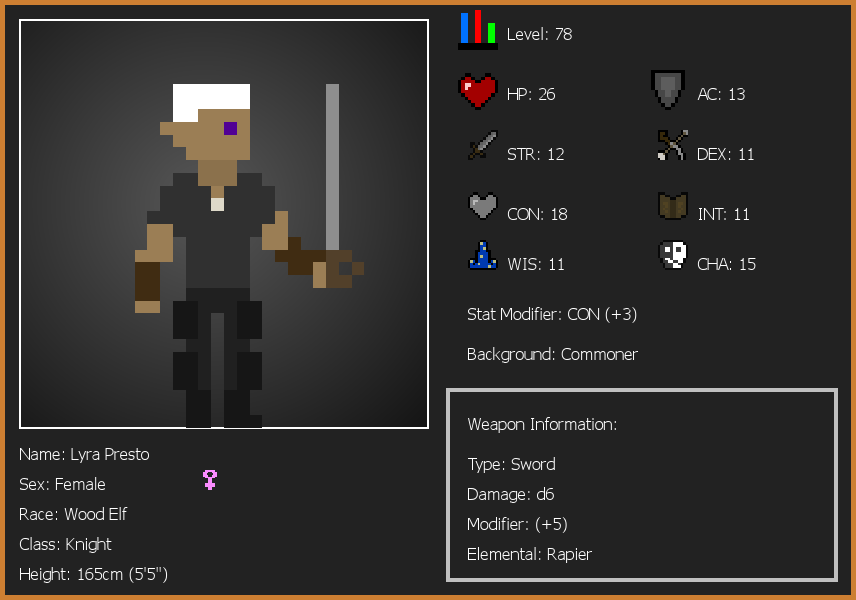 Level: 78
HP: 26
AC: 13
STR: 12
DEX: 11
CON: 18
INT: 11
WIS: 11
CHA: 15
Stat Modifier: CON (+3)
Background: Commoner
Weapon Information:
Type: Sword
Damage: d6
Modifier: (+5)
Elemental: Rapier
Name: Lyra Presto
Sex: Female
Race: Wood Elf
Class: Knight
Height: 165cm (5'5")